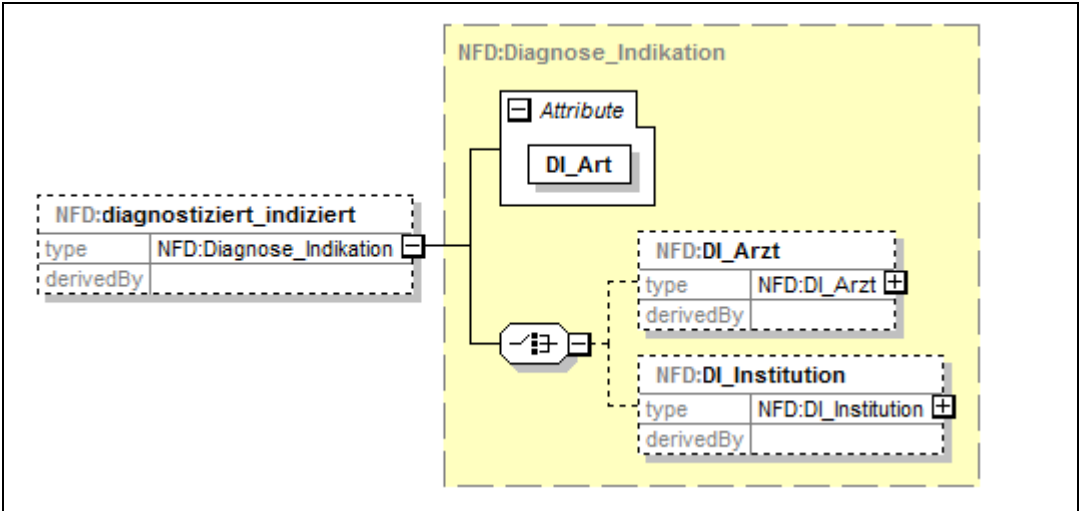 NFD:Diagnose_Indikation
Attribute
DI_Art
NFD:diagnostiziert_indiziert
type NFD:Diagnose_Indikation
derivedBy
NFD:DI_Arzt
type NFD:DI_Arzt
derivedBy
NFD:DI_Institution
type NFD:DI_Institution
derivedBy